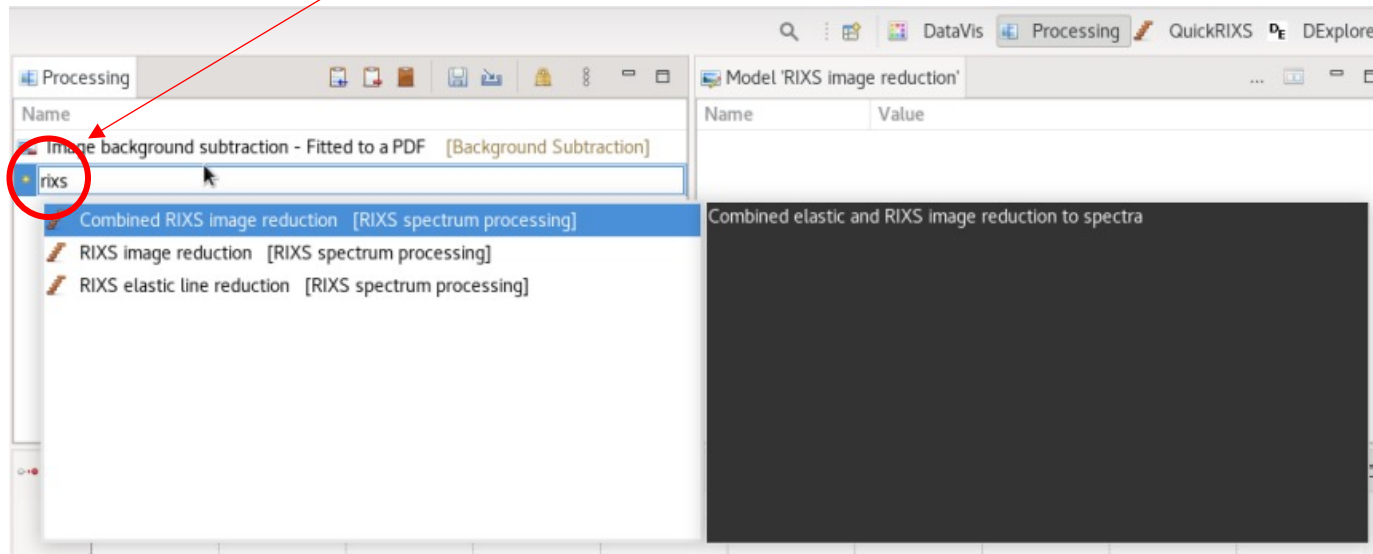 DataVis Processing QuickRIXS DE DExplore
Processing
Model 'RIXS image reduction' ...
Name
Name Value
Image background subtraction - Fitted to a PDF [Background Subtraction]
rixs
Combined RIXS image reduction [RIXS spectrum processing]
Combined elastic and RIXS image reduction to spectra
RIXS image reduction [RIXS spectrum processing]
RIXS elastic line reduction [RIXS spectrum processing]